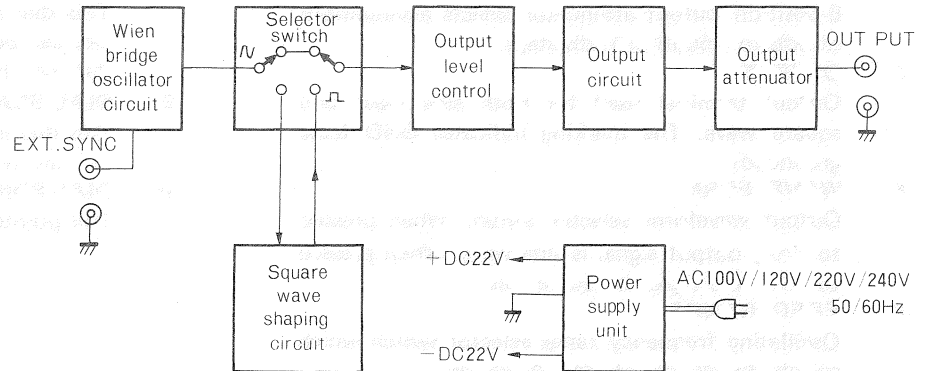 Wien
bridge
oscillator
circuit
EXT.SYNC
Selector
switch
Output
level
control
Output
circuit
Output
attenuator
OUT PUT
Square
wave
shaping
circuit
+DC22V
-DC22V
Power
supply
unit
AC100V/120V/220V/240V
50/60Hz